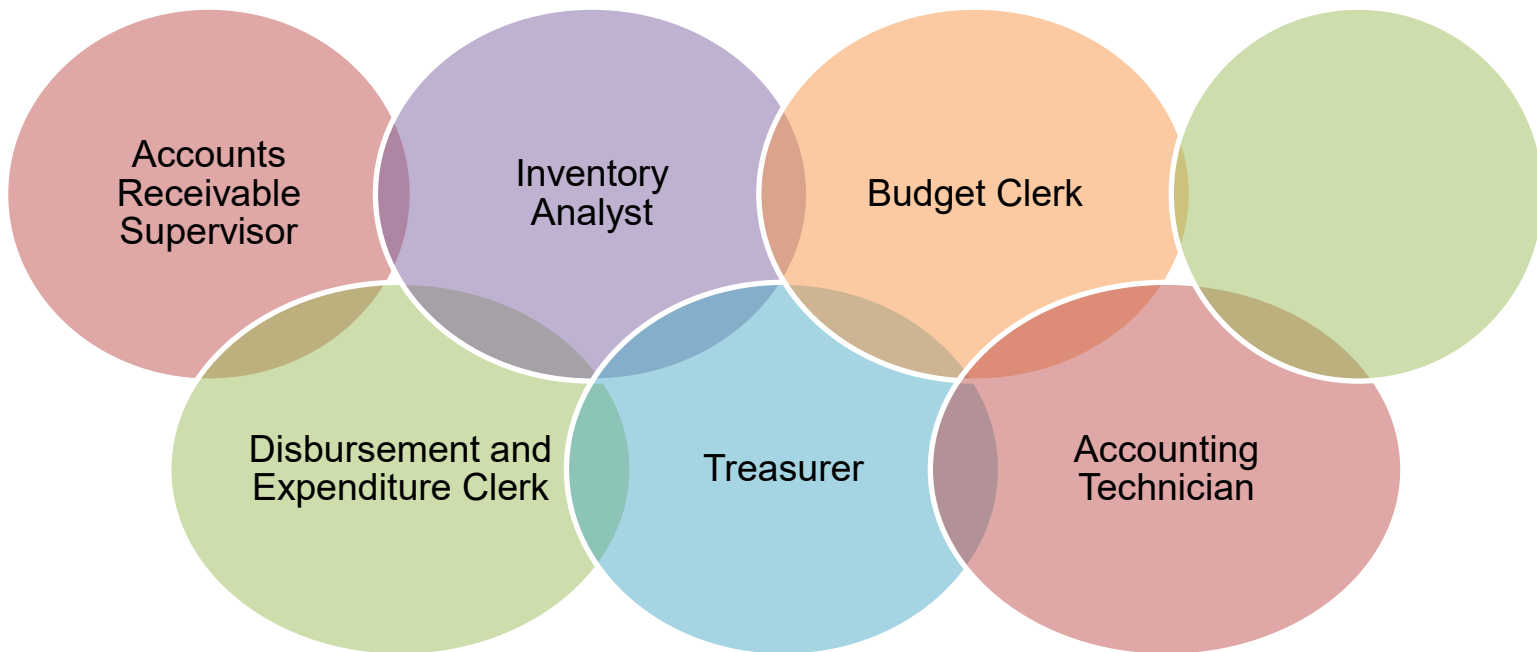 Accounts
Receivable
Supervisor
Inventory
Analyst
Budget Clerk
Disbursement and
Expenditure Clerk
Treasurer
Accounting
Technician